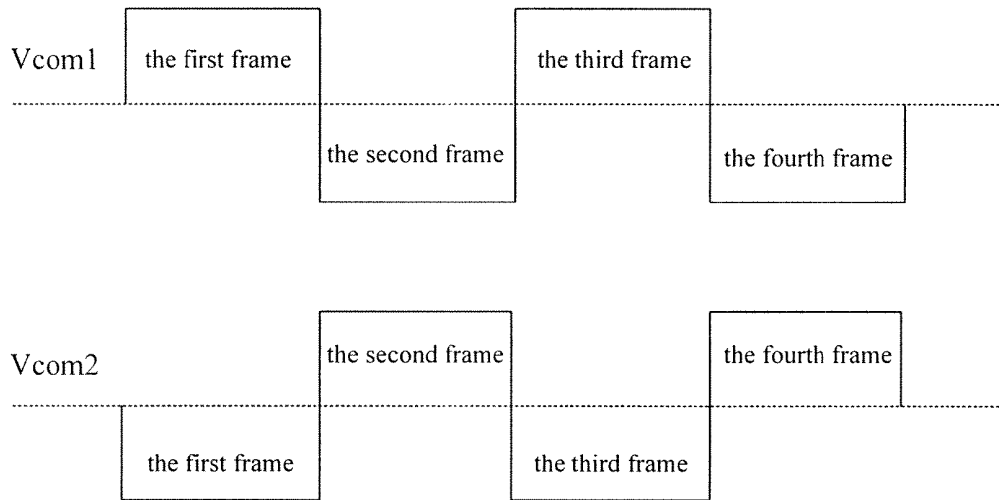 Vcom1
the first frame
the third frame
the second frame
the fourth frame
Vcom2
the second frame
the fourth frame
the first frame
the third frame